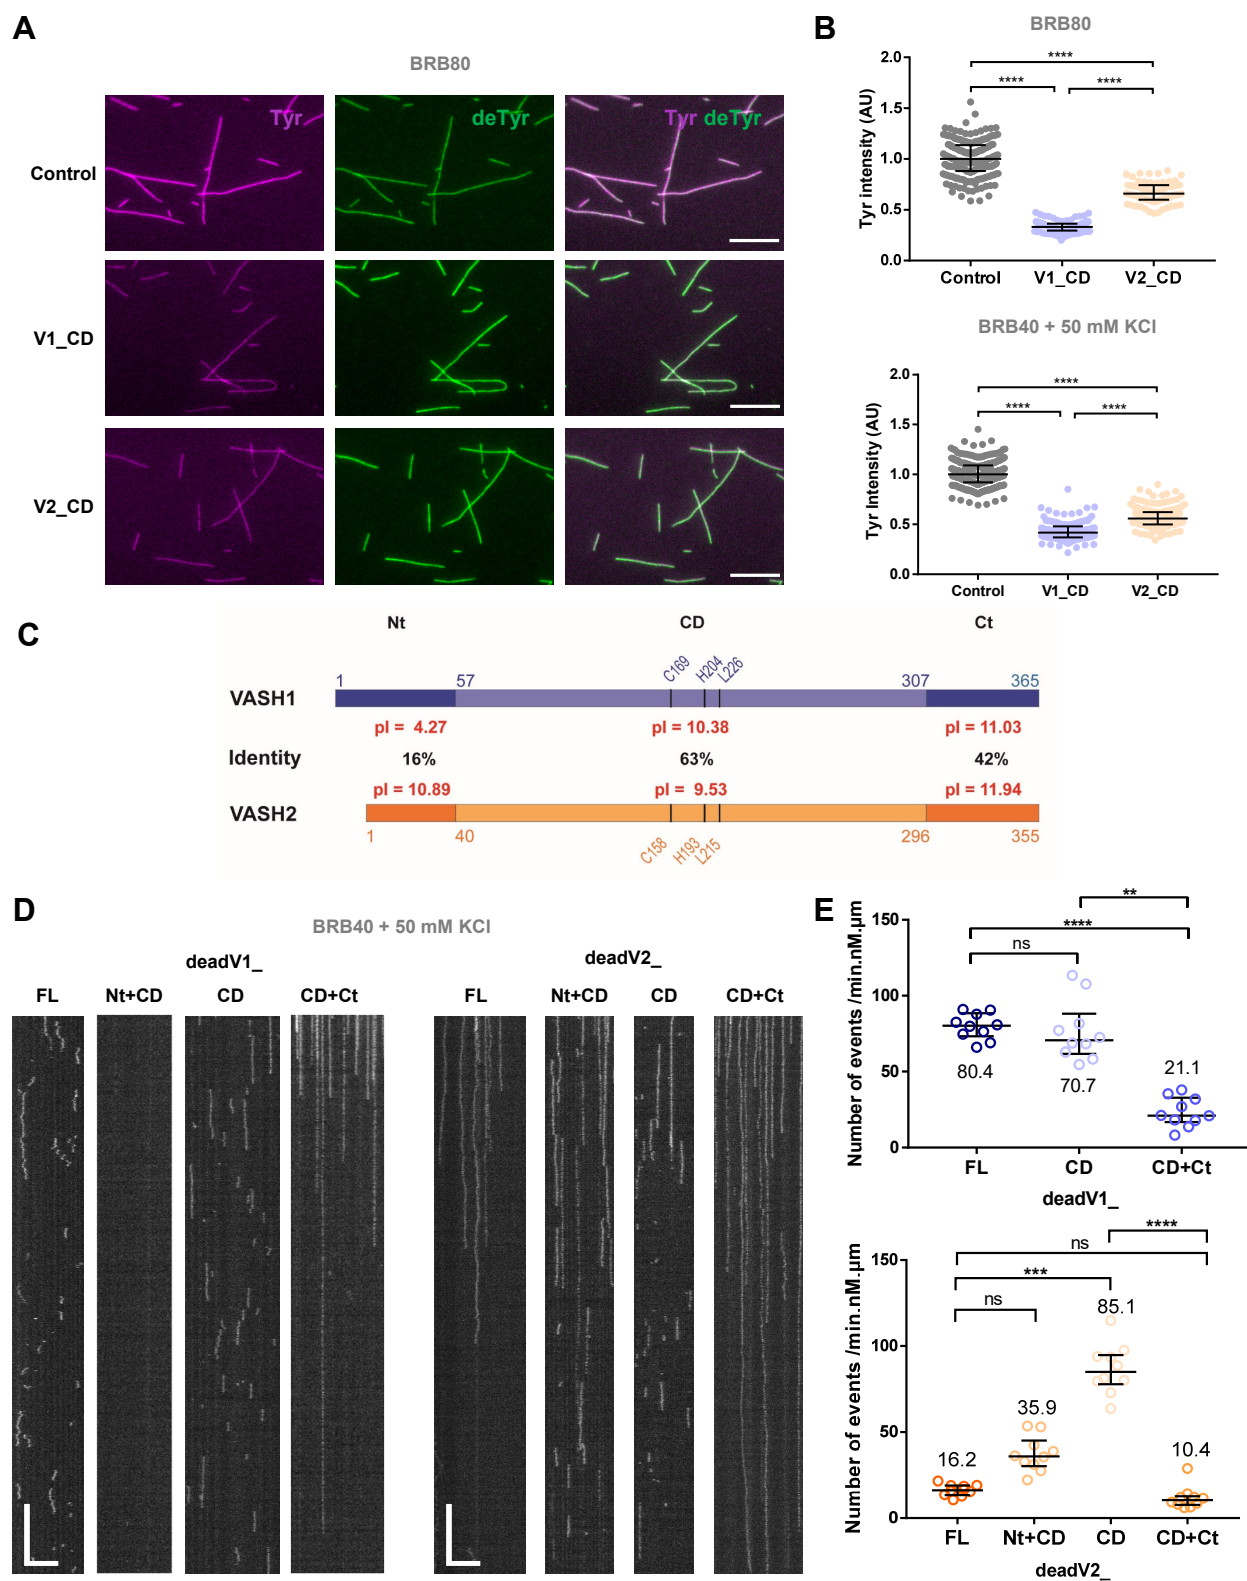 A
BRB80
Tyr
deTyr
Tyr deTyr
Control
V1_CD
V2_CD
B
BRB80
****
****
****
Tyr intensity (AU)
2.0
1.5
1.0
0.5
0.0
Control
V1_CD
V2_CD
BRB40 + 50 mM KCl
****
****
****
Tyr Intensity (AU)
2.0
1.5
1.0
0.5
0.0
Control
V1_CD
V2_CD
C
Nt
CD
Ct
C169
H204
L226
1
57
307
365
VASH1
pI = 4.27
pI = 10.38
pI = 11.03
Identity
16%
63%
42%
pI = 10.89
pI = 9.53
pI = 11.94
VASH2
1
40
296
355
C158
H193
L215
D
BRB40 + 50 mM KCl
deadV1_
deadV2_
FL
Nt+CD
CD
CD+Ct
FL
Nt+CD
CD
CD+Ct
E
**
****
ns
Number of events /min.nM.µm
150
100
50
0
80.4
70.7
21.1
FL
CD
CD+Ct
deadV1_
****
ns
***
ns
Number of events /min.nM.µm
150
100
50
0
16.2
35.9
85.1
10.4
FL
Nt+CD
CD
CD+Ct
deadV2_